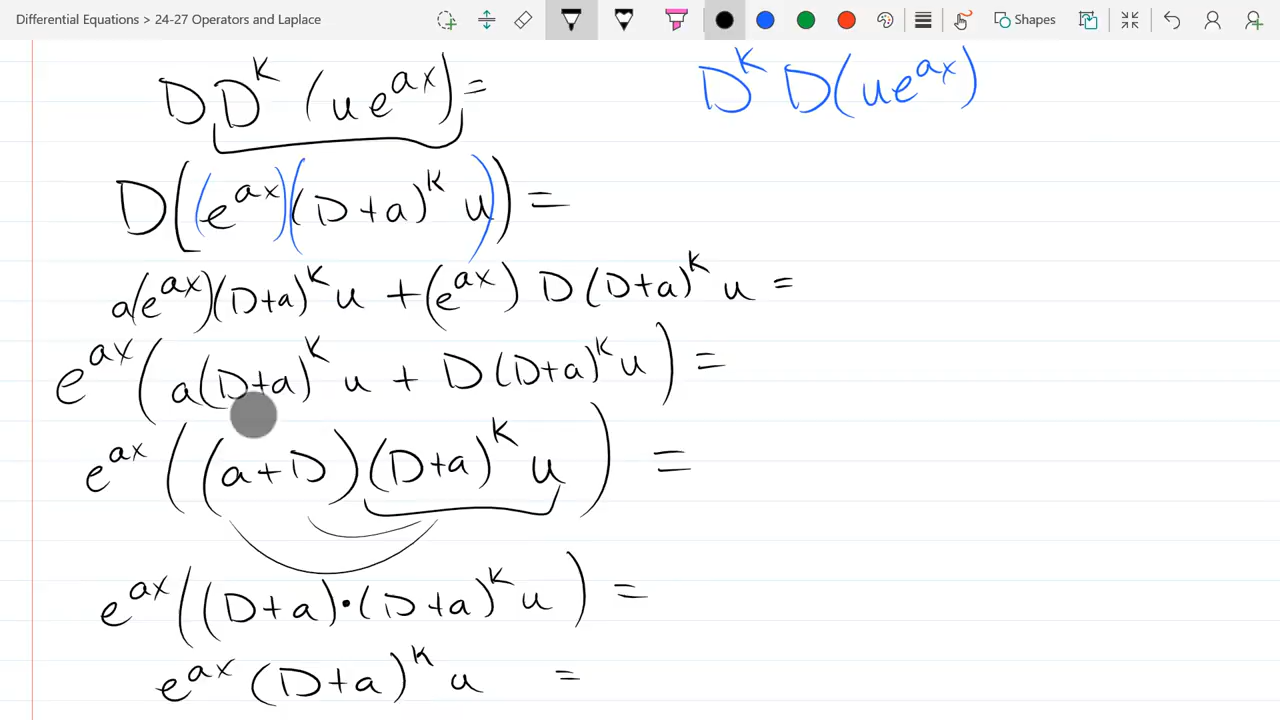 Differential Equations > 24-27 Operators and Laplace
Shapes
D D^k (u e^{ax}) =
D^k D(u e^{ax})
D((e^{ax})((D+a)^k u)) =
a(e^{ax})(D+a)^k u + (e^{ax}) D(D+a)^k u =
e^{ax}(a(D+a)^k u + D(D+a)^k u) =
e^{ax}((a+D)(D+a)^k u) =
e^{ax}((D+a)·(D+a)^k u) =
e^{ax}(D+a)^k u =